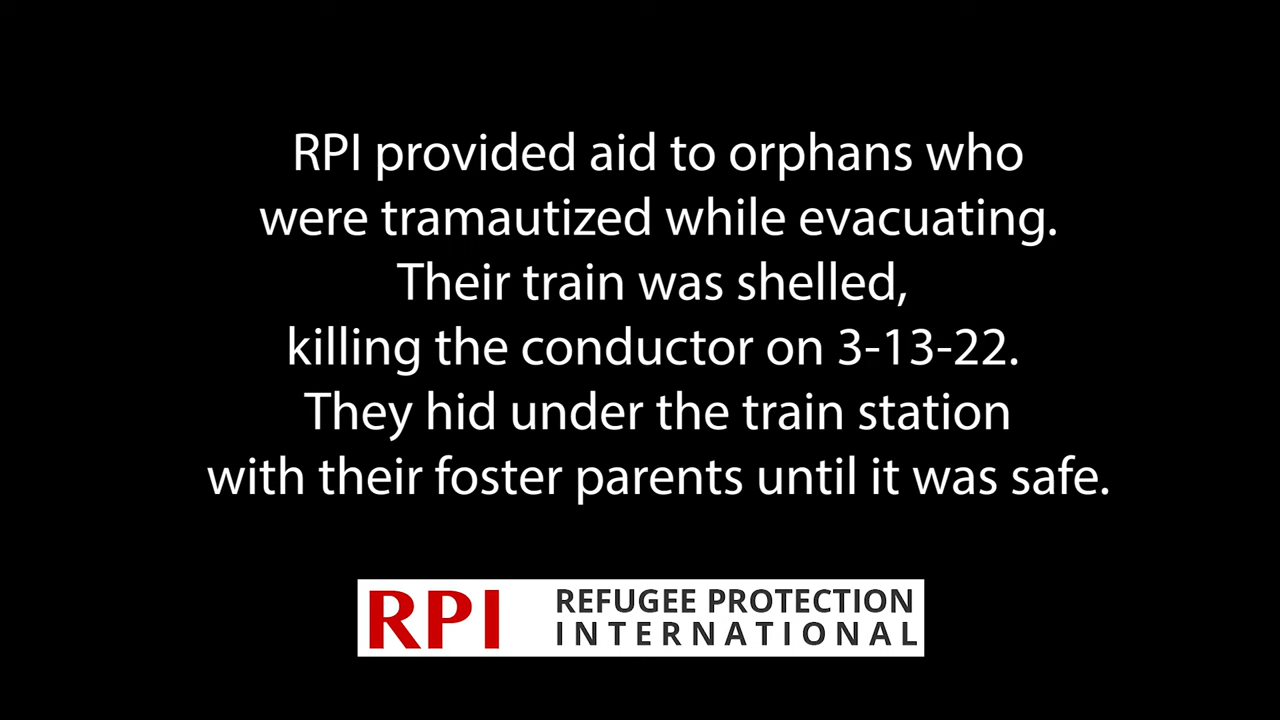 RPI provided aid to orphans who
were tramautized while evacuating.
Their train was shelled,
killing the conductor on 3-13-22.
They hid under the train station
with their foster parents until it was safe.
RPI REFUGEE PROTECTION
INTERNATIONAL